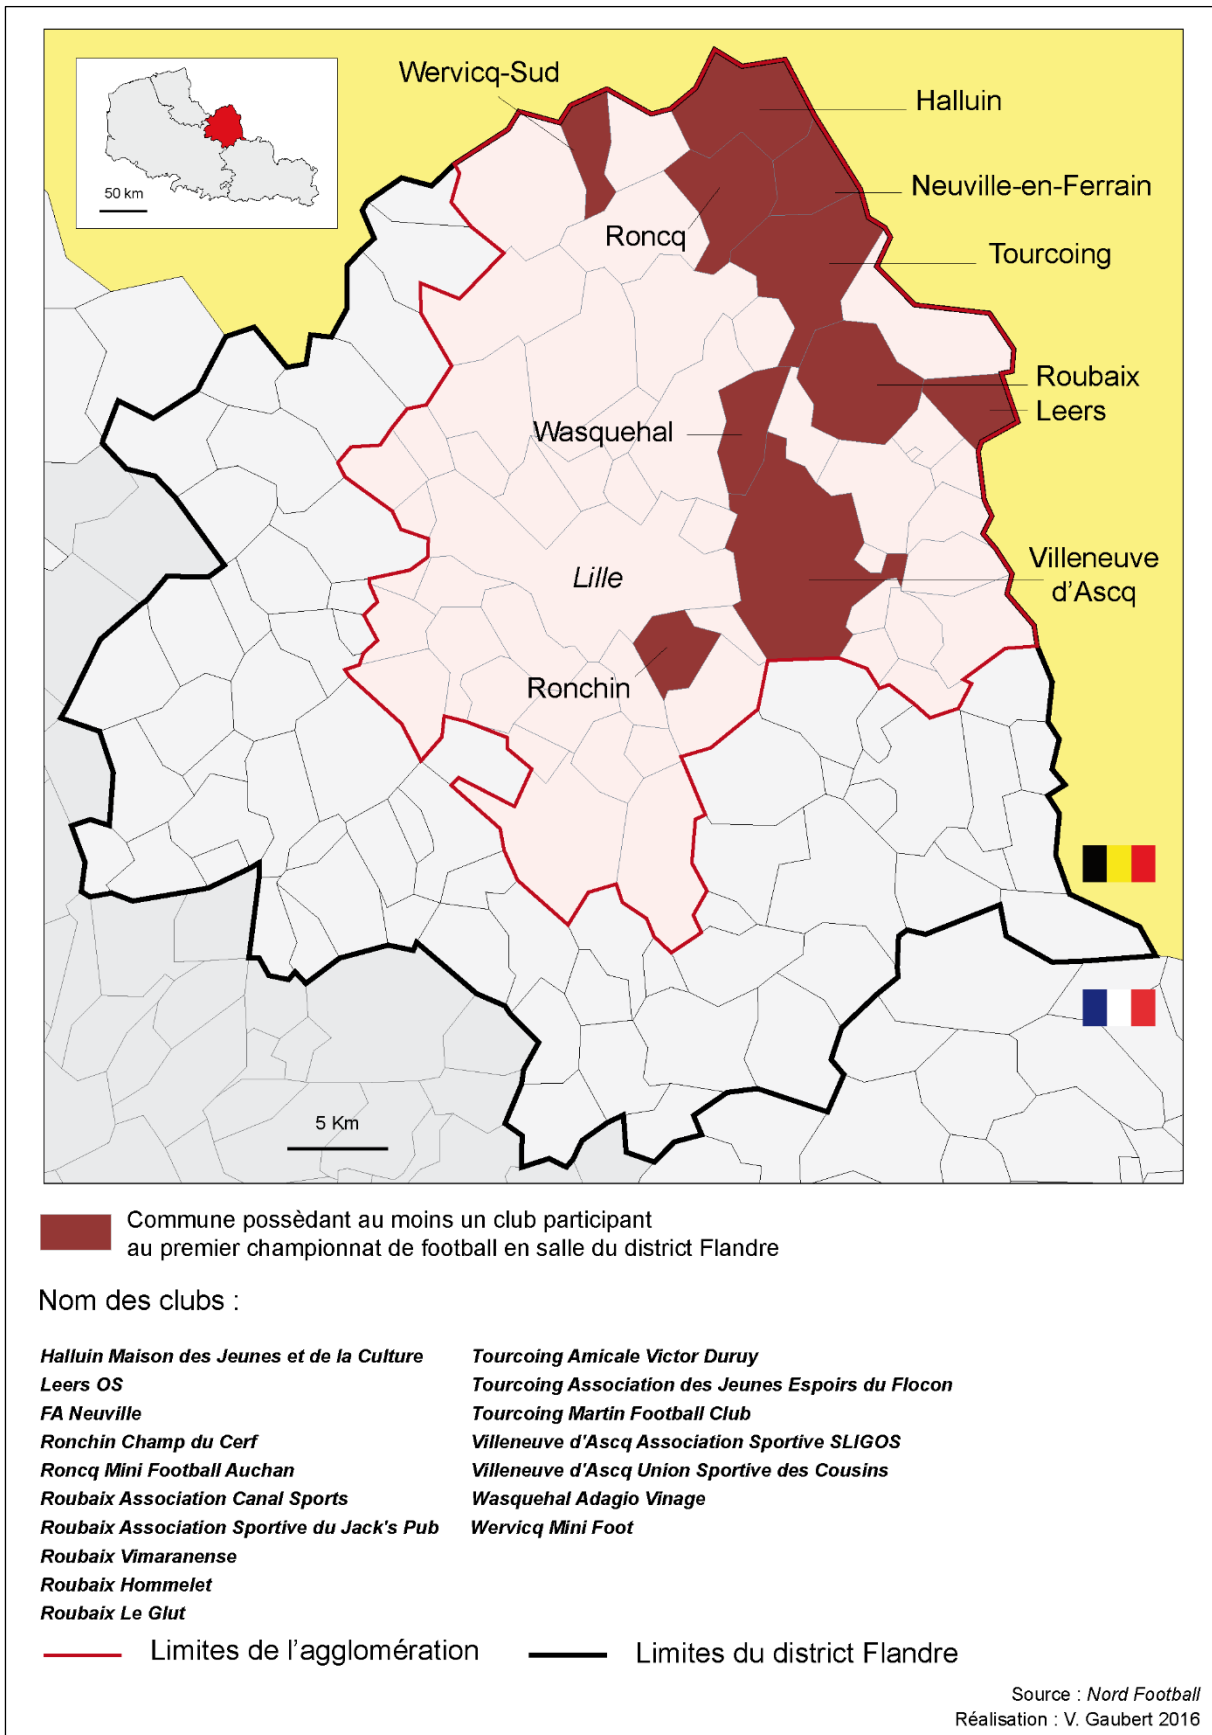 50 km
Wervicq-Sud
Halluin
Neuville-en-Ferrain
Roncq
Tourcoing
Roubaix
Leers
Wasquehal
Villeneuve
d'Ascq
Lille
Ronchin
5 Km
Commune possèdant au moins un club participant
au premier championnat de football en salle du district Flandre
Nom des clubs :
Halluin Maison des Jeunes et de la Culture
Leers OS
FA Neuville
Ronchin Champ du Cerf
Roncq Mini Football Auchan
Roubaix Association Canal Sports
Roubaix Association Sportive du Jack's Pub
Roubaix Vimaranense
Roubaix Hommelet
Roubaix Le Glut
Tourcoing Amicale Victor Duruy
Tourcoing Association des Jeunes Espoirs du Flocon
Tourcoing Martin Football Club
Villeneuve d'Ascq Association Sportive SLIGOS
Villeneuve d'Ascq Union Sportive des Cousins
Wasquehal Adagio Vinage
Wervicq Mini Foot
Limites de l'agglomération
Limites du district Flandre
Source : Nord Football
Réalisation : V. Gaubert 2016